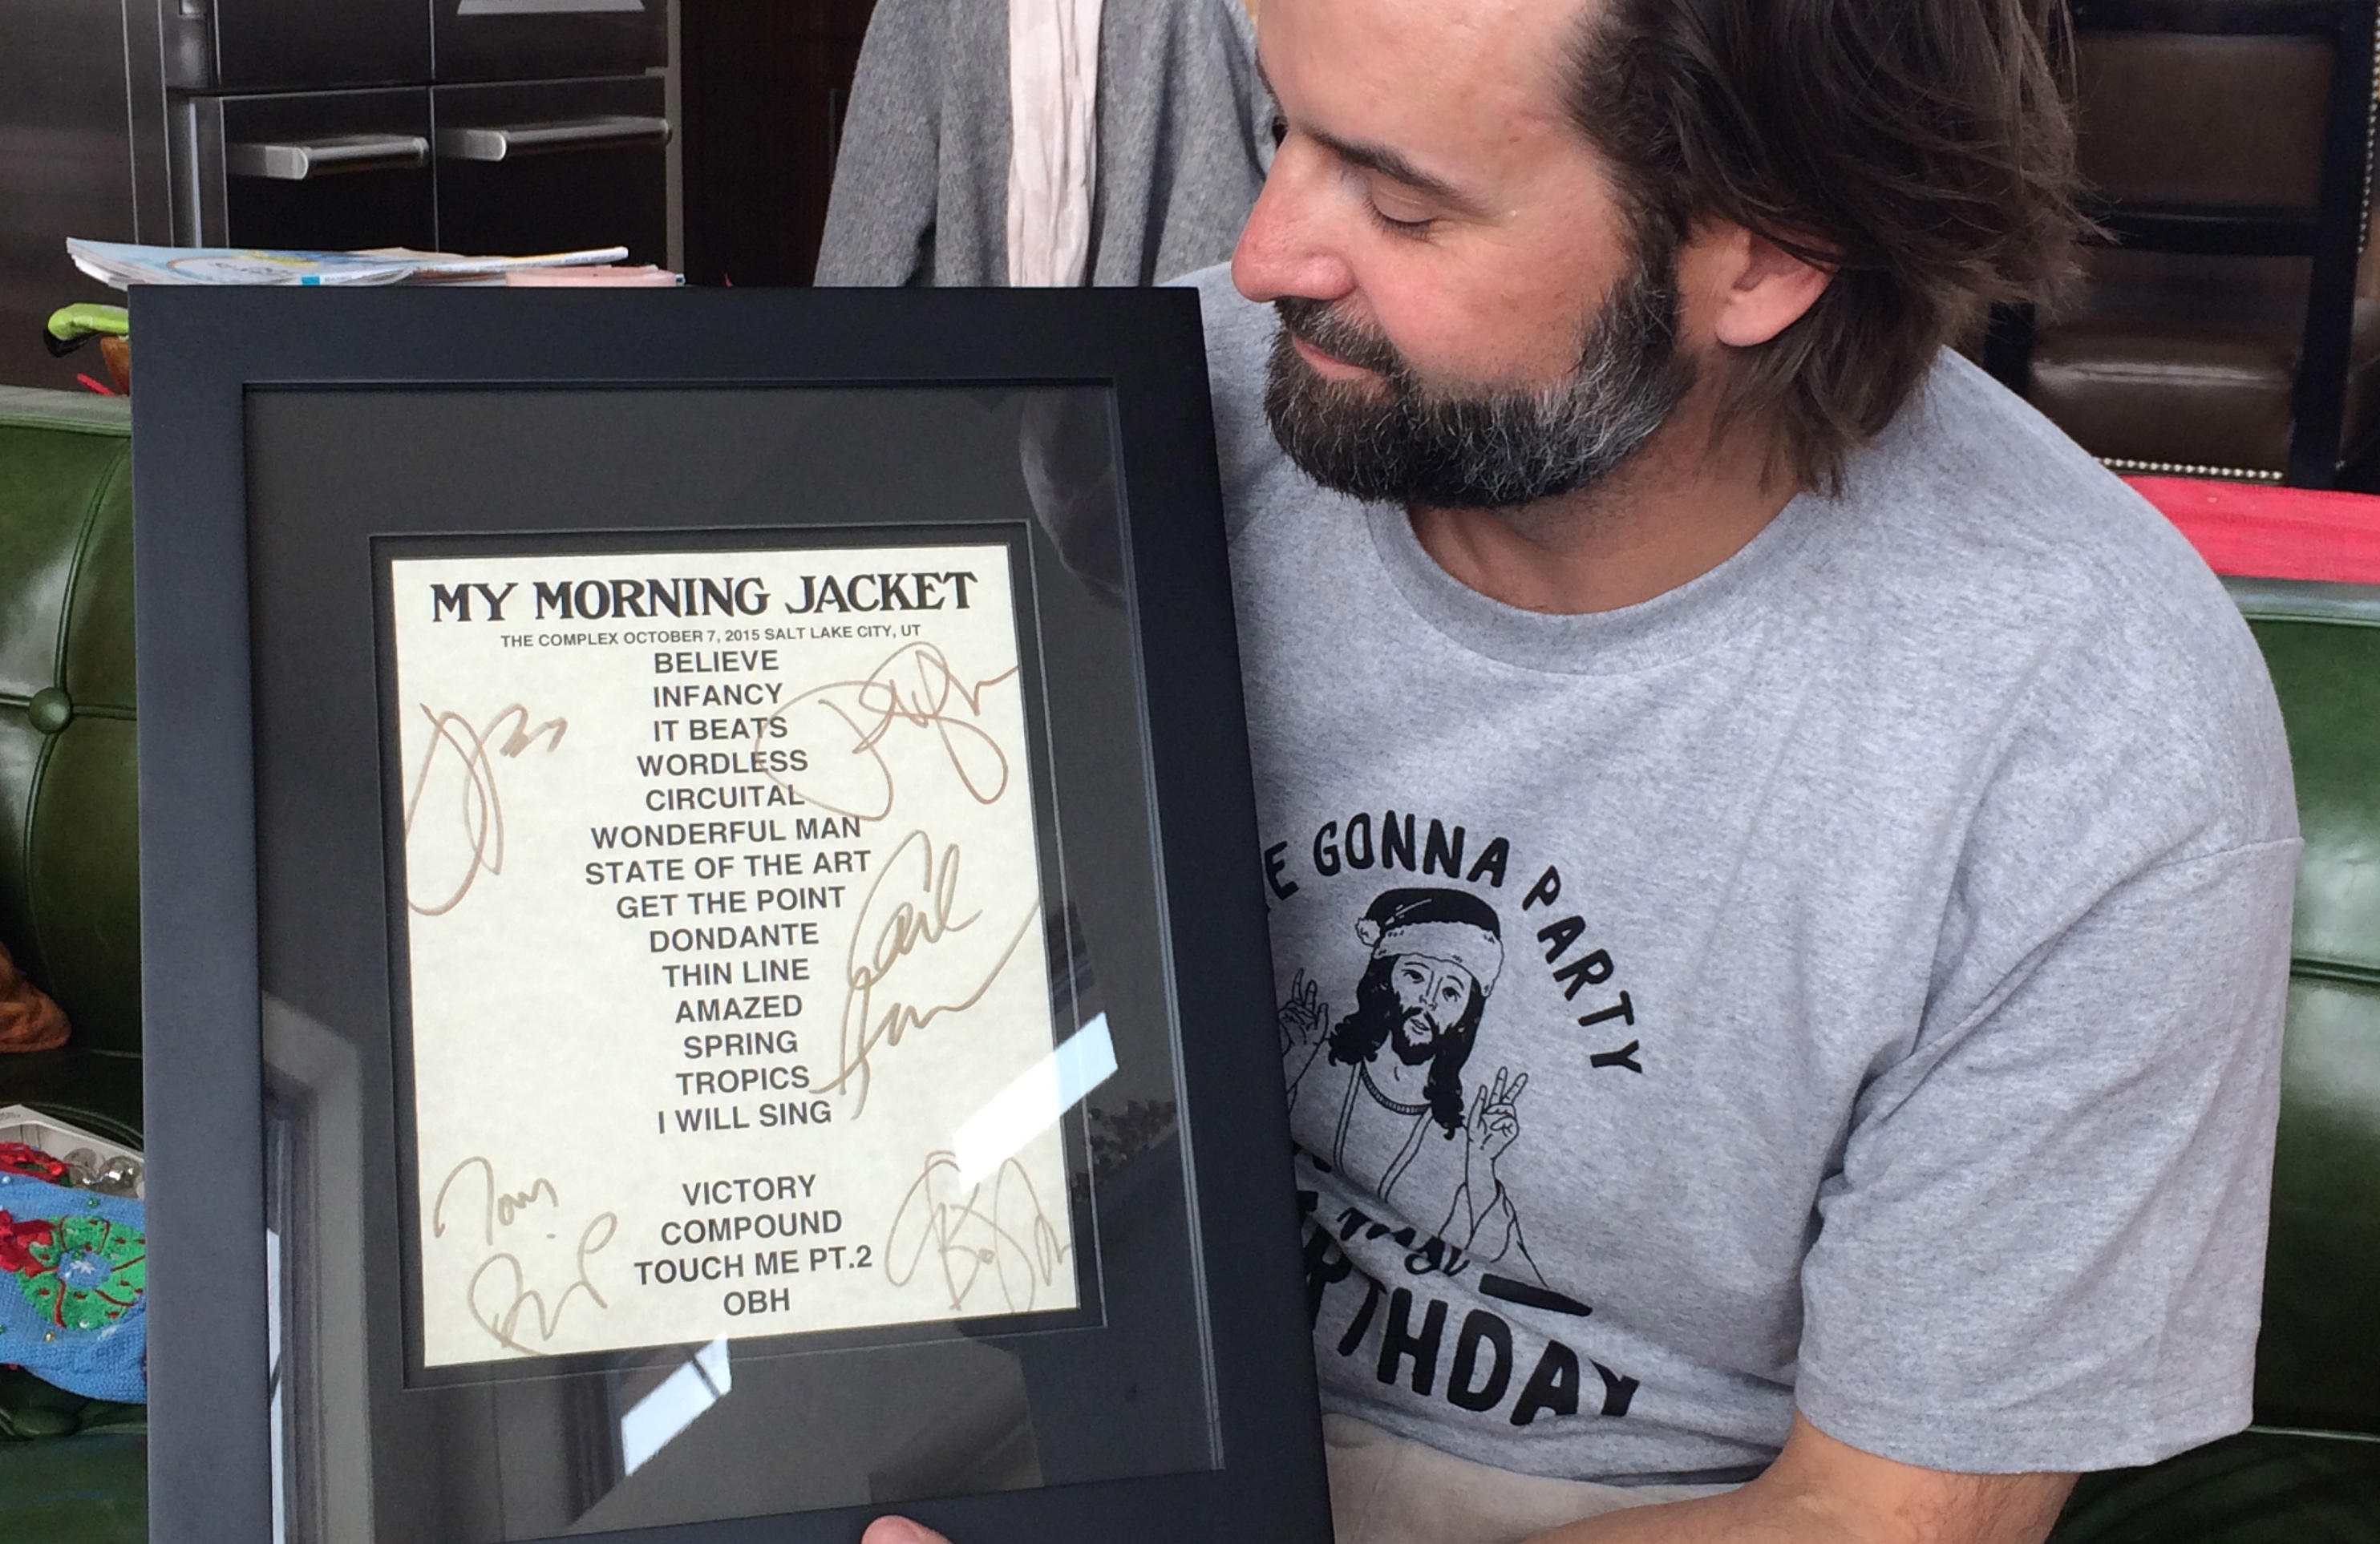 MY MORNING JACKET
THE COMPLEX OCTOBER 7, 2015 SALT LAKE CITY, UT
BELIEVE
INFANCY
IT BEATS
WORDLESS
CIRCUITAL
WONDERFUL MAN
STATE OF THE ART
GET THE POINT
DONDANTE
THIN LINE
AMAZED
SPRING
TROPICS
I WILL SING
VICTORY
COMPOUND
TOUCH ME PT.2
OBH
Tom
Carl
GONNA PARTY